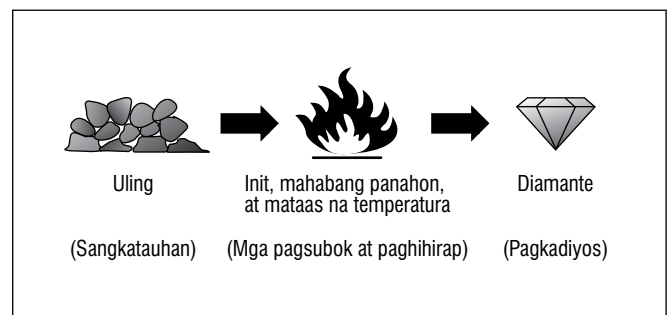 Uling
Init, mahabang panahon,
at mataas na temperatura
Diamante
(Sangkatauhan)
(Mga pagsubok at paghihirap)
(Pagkadiyos)